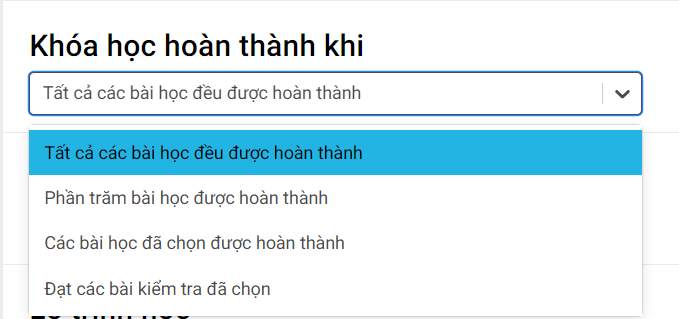 Khóa học hoàn thành khi
Tất cả các bài học đều được hoàn thành
Tất cả các bài học đều được hoàn thành
Phần trăm bài học được hoàn thành
Các bài học đã chọn được hoàn thành
Đạt các bài kiểm tra đã chọn